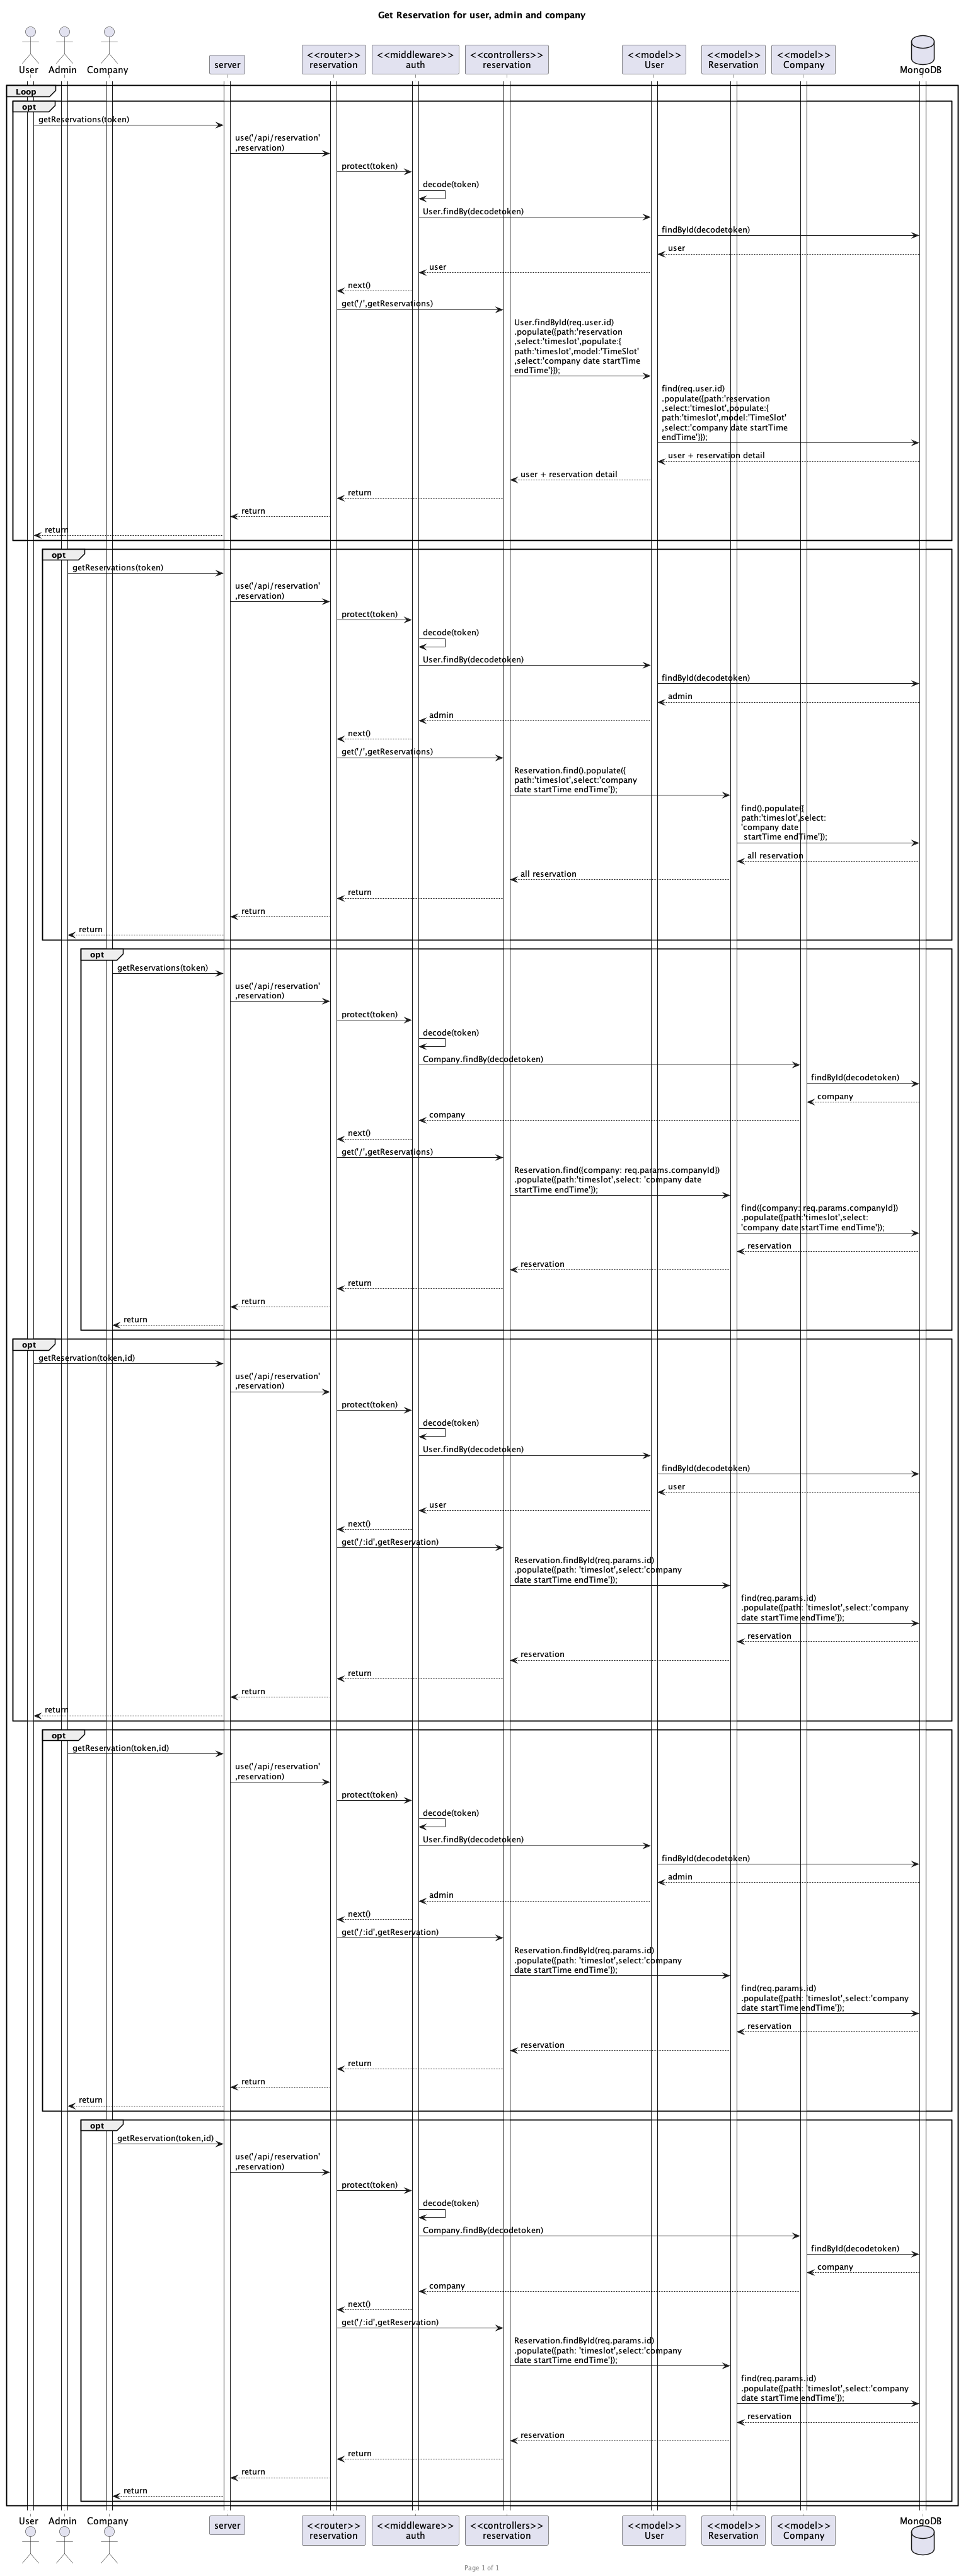 Get Reservation for user, admin and company
User
Admin
Company
server
<<router>>
reservation
<<middleware>>
auth
<<controllers>>
reservation
<<model>>
User
<<model>>
Reservation
<<model>>
Company
MongoDB
Loop
opt
getReservations(token)
use('/api/reservation'
,reservation)
protect(token)
decode(token)
User.findBy(decodetoken)
findById(decodetoken)
user
user
next()
get('/',getReservations)
User.findById(req.user.id)
.populate({path:'reservation
,select:'timeslot',populate:{
path:'timeslot',model:'TimeSlot'
,select:'company date startTime
endTime'}});
find(req.user.id)
.populate({path:'reservation
,select:'timeslot',populate:{
path:'timeslot',model:'TimeSlot'
,select:'company date startTime
endTime'}});
user + reservation detail
user + reservation detail
return
return
return
opt
getReservations(token)
use('/api/reservation'
,reservation)
protect(token)
decode(token)
User.findBy(decodetoken)
findById(decodetoken)
admin
admin
next()
get('/',getReservations)
Reservation.find().populate({
path:'timeslot',select:'company
date startTime endTime'});
find().populate({
path:'timeslot',select:
'company date
startTime endTime'});
all reservation
all reservation
return
return
return
opt
getReservations(token)
use('/api/reservation'
,reservation)
protect(token)
decode(token)
Company.findBy(decodetoken)
findById(decodetoken)
company
company
next()
get('/',getReservations)
Reservation.find({company: req.params.companyId})
.populate({path:'timeslot',select: 'company date
startTime endTime'});
find({company: req.params.companyId})
.populate({path:'timeslot',select:
'company date startTime endTime'});
reservation
reservation
return
return
return
opt
getReservation(token,id)
use('/api/reservation'
,reservation)
protect(token)
decode(token)
User.findBy(decodetoken)
findById(decodetoken)
user
user
next()
get('/:id',getReservation)
Reservation.findById(req.params.id)
.populate({path: 'timeslot',select:'company
date startTime endTime'});
find(req.params.id)
.populate({path: 'timeslot',select:'company
date startTime endTime'});
reservation
reservation
return
return
return
opt
getReservation(token,id)
use('/api/reservation'
,reservation)
protect(token)
decode(token)
User.findBy(decodetoken)
findById(decodetoken)
admin
admin
next()
get('/:id',getReservation)
Reservation.findById(req.params.id)
.populate({path: 'timeslot',select:'company
date startTime endTime'});
find(req.params.id)
.populate({path: 'timeslot',select:'company
date startTime endTime'});
reservation
reservation
return
return
return
opt
getReservation(token,id)
use('/api/reservation'
,reservation)
protect(token)
decode(token)
Company.findBy(decodetoken)
findById(decodetoken)
company
company
next()
get('/:id',getReservation)
Reservation.findById(req.params.id)
.populate({path: 'timeslot',select:'company
date startTime endTime'});
find(req.params.id)
.populate({path: 'timeslot',select:'company
date startTime endTime'});
reservation
reservation
return
return
return
User
Admin
Company
server
<<router>>
reservation
<<middleware>>
auth
<<controllers>>
reservation
<<model>>
User
<<model>>
Reservation
<<model>>
Company
MongoDB
Page 1 of 1